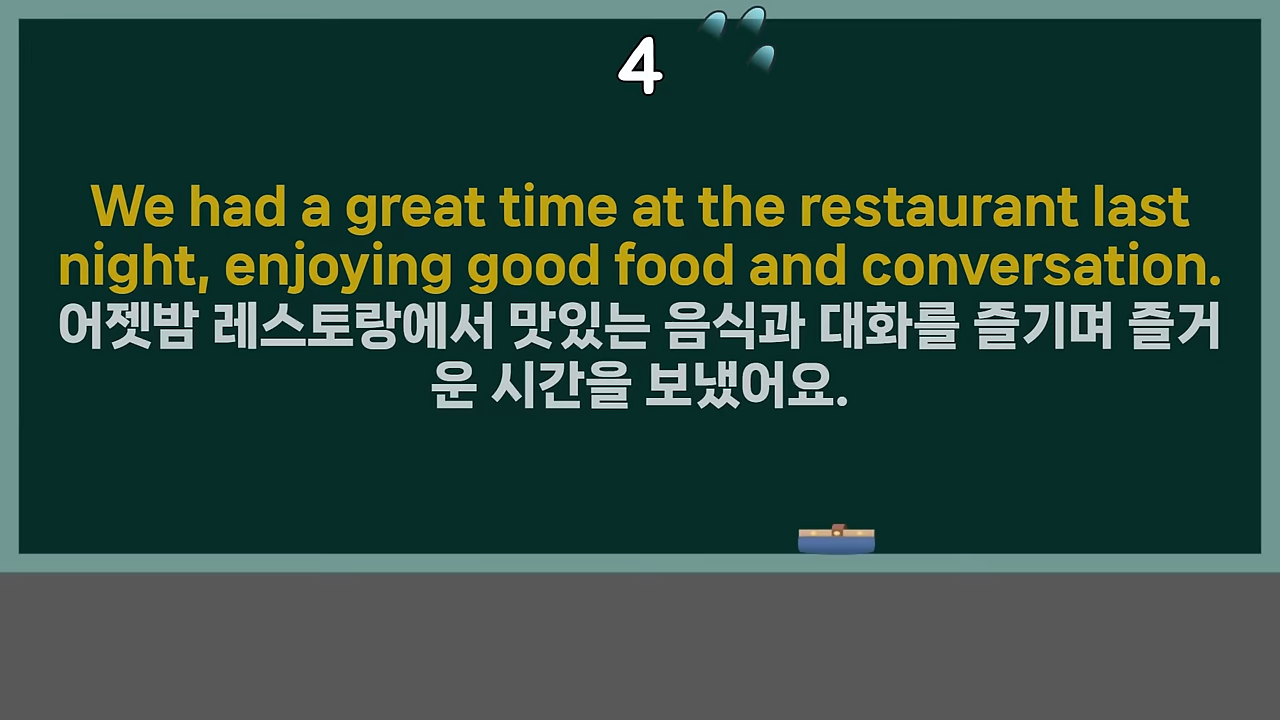 4
We had a great time at the restaurant last
night, enjoying good food and conversation.
어젯밤 레스토랑에서 맛있는 음식과 대화를 즐기며 즐거
운 시간을 보냈어요.